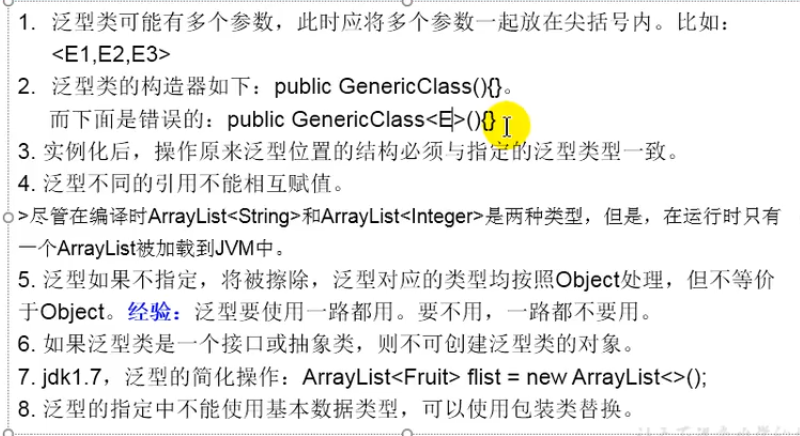 1. 泛型类可能有多个参数，此时应将多个参数一起放在尖括号内。比如：
<E1,E2,E3>
2. 泛型类的构造器如下：public GenericClass(){}。
而下面是错误的：public GenericClass<E>(){}
3. 实例化后，操作原来泛型位置的结构必须与指定的泛型类型一致。
4. 泛型不同的引用不能相互赋值。
>尽管在编译时ArrayList<String>和ArrayList<Integer>是两种类型，但是，在运行时只有
一个ArrayList被加载到JVM中。
5. 泛型如果不指定，将被擦除，泛型对应的类型均按照Object处理，但不等价
于Object。经验：泛型要使用一路都用。要不用，一路都不要用。
6. 如果泛型类是一个接口或抽象类，则不可创建泛型类的对象。
7. jdk1.7，泛型的简化操作：ArrayList<Fruit> flist = new ArrayList<>();
8. 泛型的指定中不能使用基本数据类型，可以使用包装类替换。